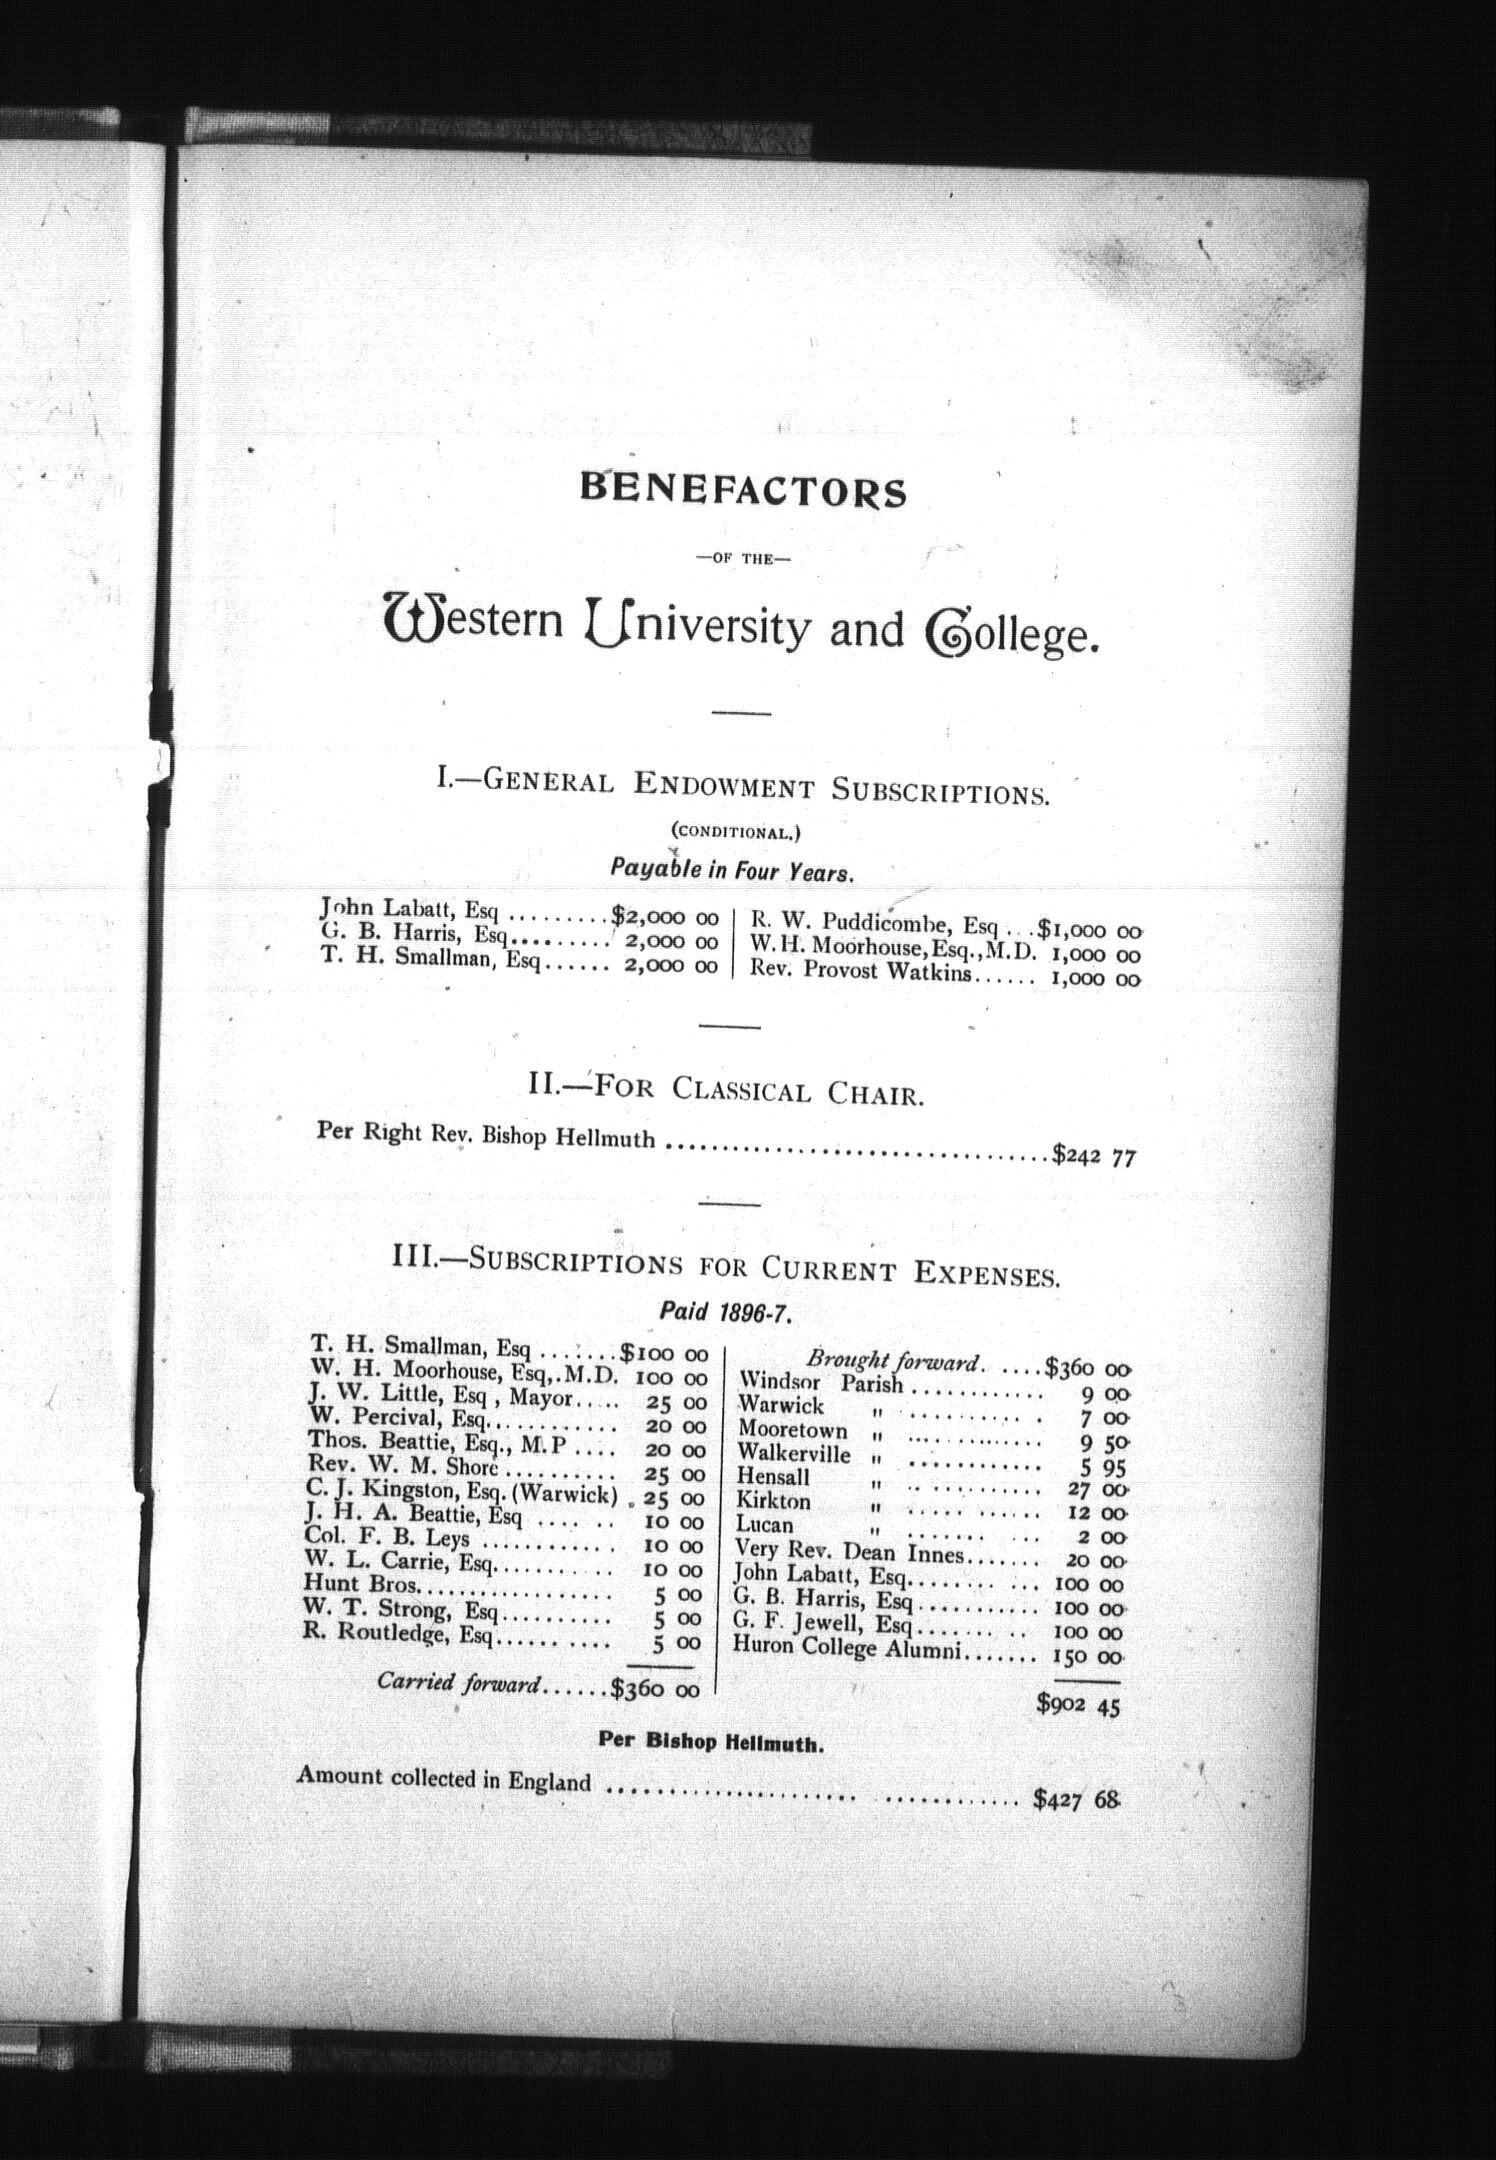 BENEFACTORS
—OF THE—
Western University and College.
I.—GENERAL ENDOWMENT SUBSCRIPTIONS.
(CONDITIONAL.)
Payable in Four Years.
John Labatt, Esq .........$2,000 00
G. B. Harris, Esq......... 2,000 00
T. H. Smallman, Esq...... 2,000 00
R. W. Puddicombe, Esq ...$1,000 00
W. H. Moorhouse, Esq., M.D. 1,000 00
Rev. Provost Watkins...... 1,000 00
II.—FOR CLASSICAL CHAIR.
Per Right Rev. Bishop Hellmuth ....................................$242 77
III.—SUBSCRIPTIONS FOR CURRENT EXPENSES.
Paid 1896-7.
T. H. Smallman, Esq .......$100 00
W. H. Moorhouse, Esq,.M.D. 100 00
J. W. Little, Esq , Mayor..... 25 00
W. Percival, Esq............ 20 00
Thos. Beattie, Esq., M.P .... 20 00
Rev. W. M. Shore .......... 25 00
C. J. Kingston, Esq. (Warwick) . 25 00
J. H. A. Beattie, Esq .... .. 10 00
Col. F. B. Leys ............ 10 00
W. L. Carrie, Esq.......... 10 00
Hunt Bros................. 5 00
W. T. Strong, Esq.......... 5 00
R. Routledge, Esq...... .... 5 00
Carried forward......$360 00
Brought forward. ....$360 00
Windsor Parish ............ 9 00
Warwick " ............ 7 00
Mooretown " ............ 9 50
Walkerville " ............ 5 95
Hensall " .. ......... 27 00
Kirkton " ..... ...... 12 00
Lucan " ....... .. 2 00
Very Rev. Dean Innes....... 20 00
John Labatt, Esq........ ... 100 00
G. B. Harris, Esq........... 100 00
G. F. Jewell, Esq....... .. 100 00
Huron College Alumni....... 150 00
$902 45
Per Bishop Hellmuth.
Amount collected in England ..................... ............ $427 68